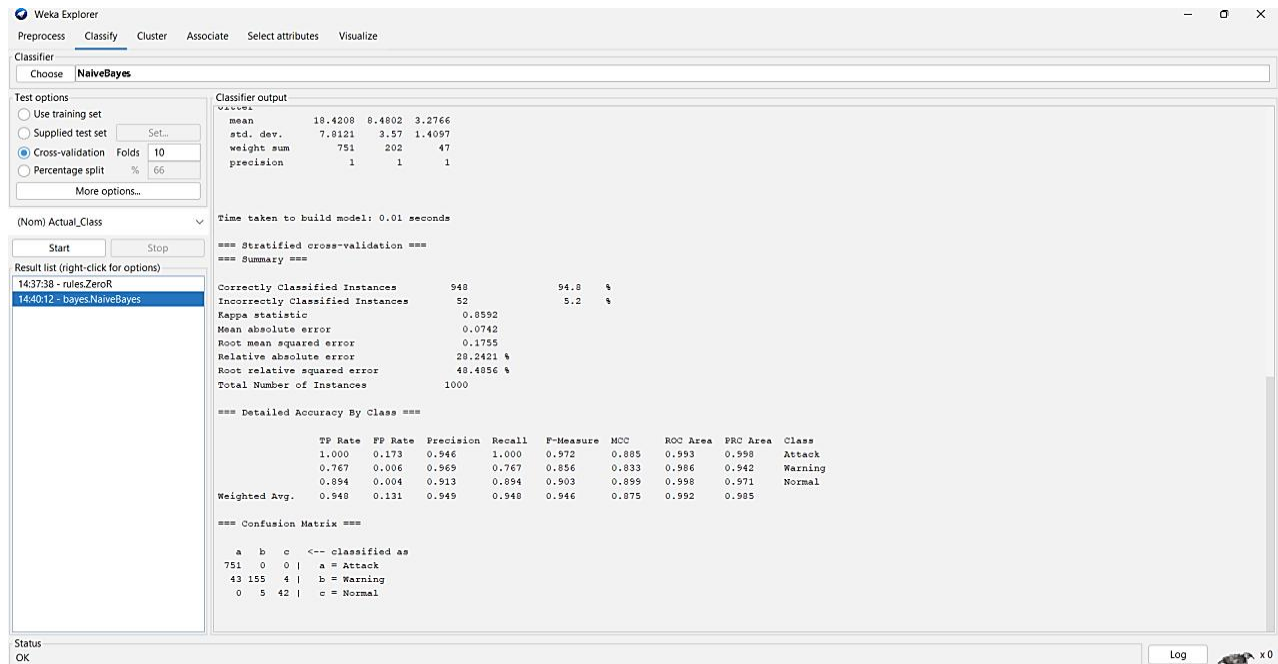 Weka Explorer
Preprocess Classify Cluster Associate Select attributes Visualize
Classifier
Choose NaiveBayes
Test options
Use training set
Supplied test set Set...
Cross-validation Folds 10
Percentage split % 66
More options...
(Nom) Actual_Class
Start Stop
Result list (right-click for options)
14:37:38 - rules.ZeroR
14:40:12 - bayes.NaiveBayes
Classifier output
mean 18.4208 8.4802 3.2766
std. dev. 7.8121 3.57 1.4097
weight sum 751 202 47
precision 1 1 1
Time taken to build model: 0.01 seconds
=== Stratified cross-validation ===
=== Summary ===
Correctly Classified Instances 948 94.8 %
Incorrectly Classified Instances 52 5.2 %
Kappa statistic 0.8592
Mean absolute error 0.0742
Root mean squared error 0.1755
Relative absolute error 28.2421 %
Root relative squared error 48.4856 %
Total Number of Instances 1000
=== Detailed Accuracy By Class ===
TP Rate FP Rate Precision Recall F-Measure MCC ROC Area PRC Area Class
1.000 0.173 0.946 1.000 0.972 0.885 0.993 0.998 Attack
0.767 0.006 0.969 0.767 0.856 0.833 0.986 0.942 Warning
0.894 0.004 0.913 0.894 0.903 0.899 0.998 0.971 Normal
Weighted Avg. 0.948 0.131 0.949 0.948 0.946 0.875 0.992 0.985
=== Confusion Matrix ===
a b c <-- classified as
751 0 0 | a = Attack
43 155 4 | b = Warning
0 5 42 | c = Normal
Status
OK
Log x 0